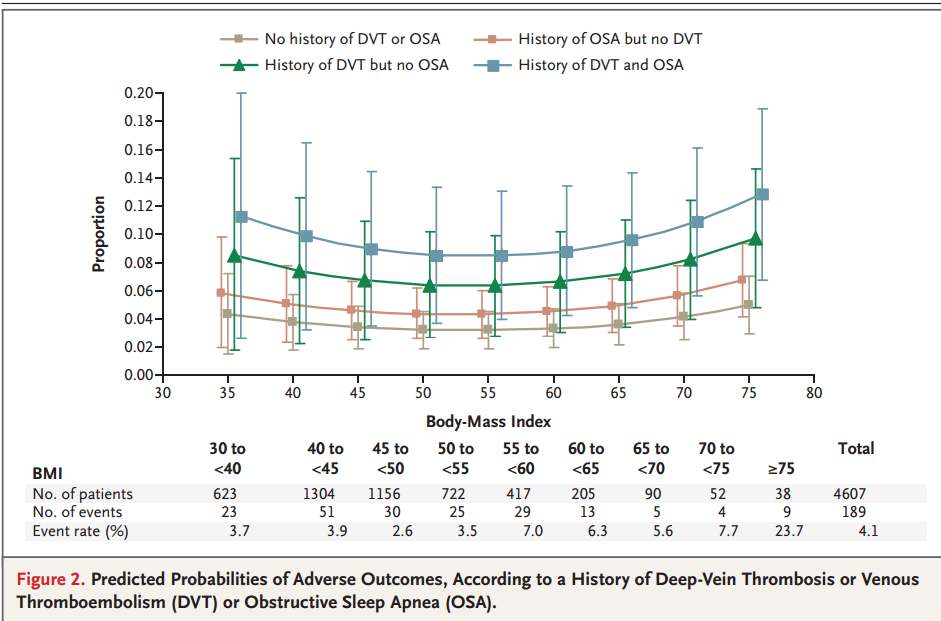 No history of DVT or OSA
History of OSA but no DVT
History of DVT but no OSA
History of DVT and OSA
0.20
0.18
0.16
0.14
0.12
0.10
0.08
0.06
0.04
0.02
0.00
Proportion
30 35 40 45 50 55 60 65 70 75 80
Body-Mass Index
BMI 30 to <40 40 to <45 45 to <50 50 to <55 55 to <60 60 to <65 65 to <70 70 to <75 ≥75 Total
No. of patients 623 1304 1156 722 417 205 90 52 38 4607
No. of events 23 51 30 25 29 13 5 4 9 189
Event rate (%) 3.7 3.9 2.6 3.5 7.0 6.3 5.6 7.7 23.7 4.1
Figure 2. Predicted Probabilities of Adverse Outcomes, According to a History of Deep-Vein Thrombosis or Venous
Thromboembolism (DVT) or Obstructive Sleep Apnea (OSA).